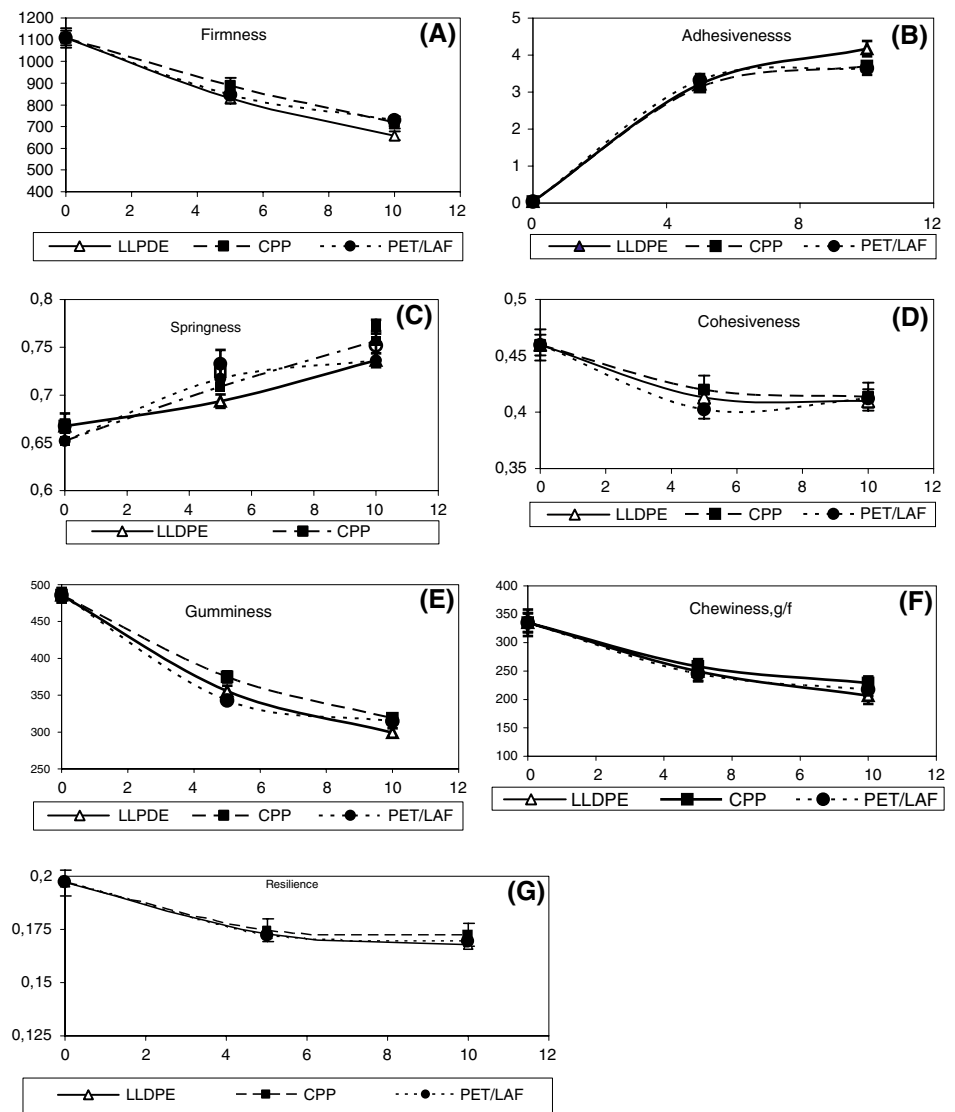 Firmness (A)
1200
1100
1000
900
800
700
600
500
400
0 2 4 6 8 10 12
LLPDE CPP PET/LAF
Adhesivenesss (B)
5
4
3
2
1
0
0 4 8 12
LLDPE CPP PET/LAF
Springness (C)
0,8
0,75
0,7
0,65
0,6
0 2 4 6 8 10 12
LLDPE CPP
Cohesiveness (D)
0,5
0,45
0,4
0,35
0 2 4 6 8 10 12
LLDPE CPP PET/LAF
Gumminess (E)
500
450
400
350
300
250
0 2 4 6 8 10 12
LLPDE CPP PET/LAF
Chewiness,g/f (F)
400
350
300
250
200
150
100
0 2 6 8 10 12
LLDPE CPP PET/LAF
Resilience (G)
0,2
0,175
0,15
0,125
0 2 4 6 8 10 12
LLDPE CPP PET/LAF